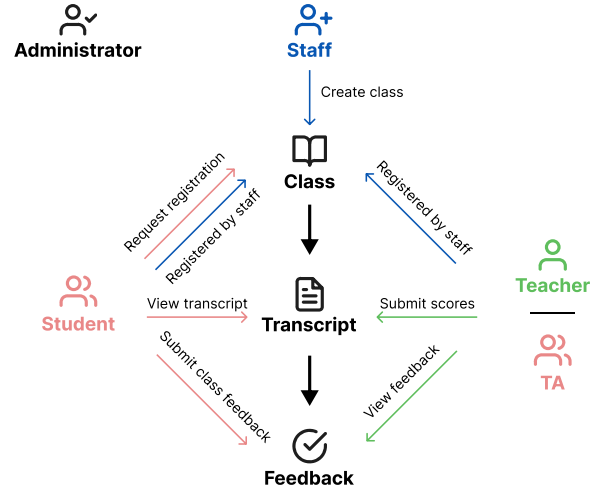 Administrator
Staff
Create class
Class
Request registration
Registered by staff
Registered by staff
Teacher
Student
View transcript
Transcript
Submit scores
TA
Submit class feedback
View feedback
Feedback